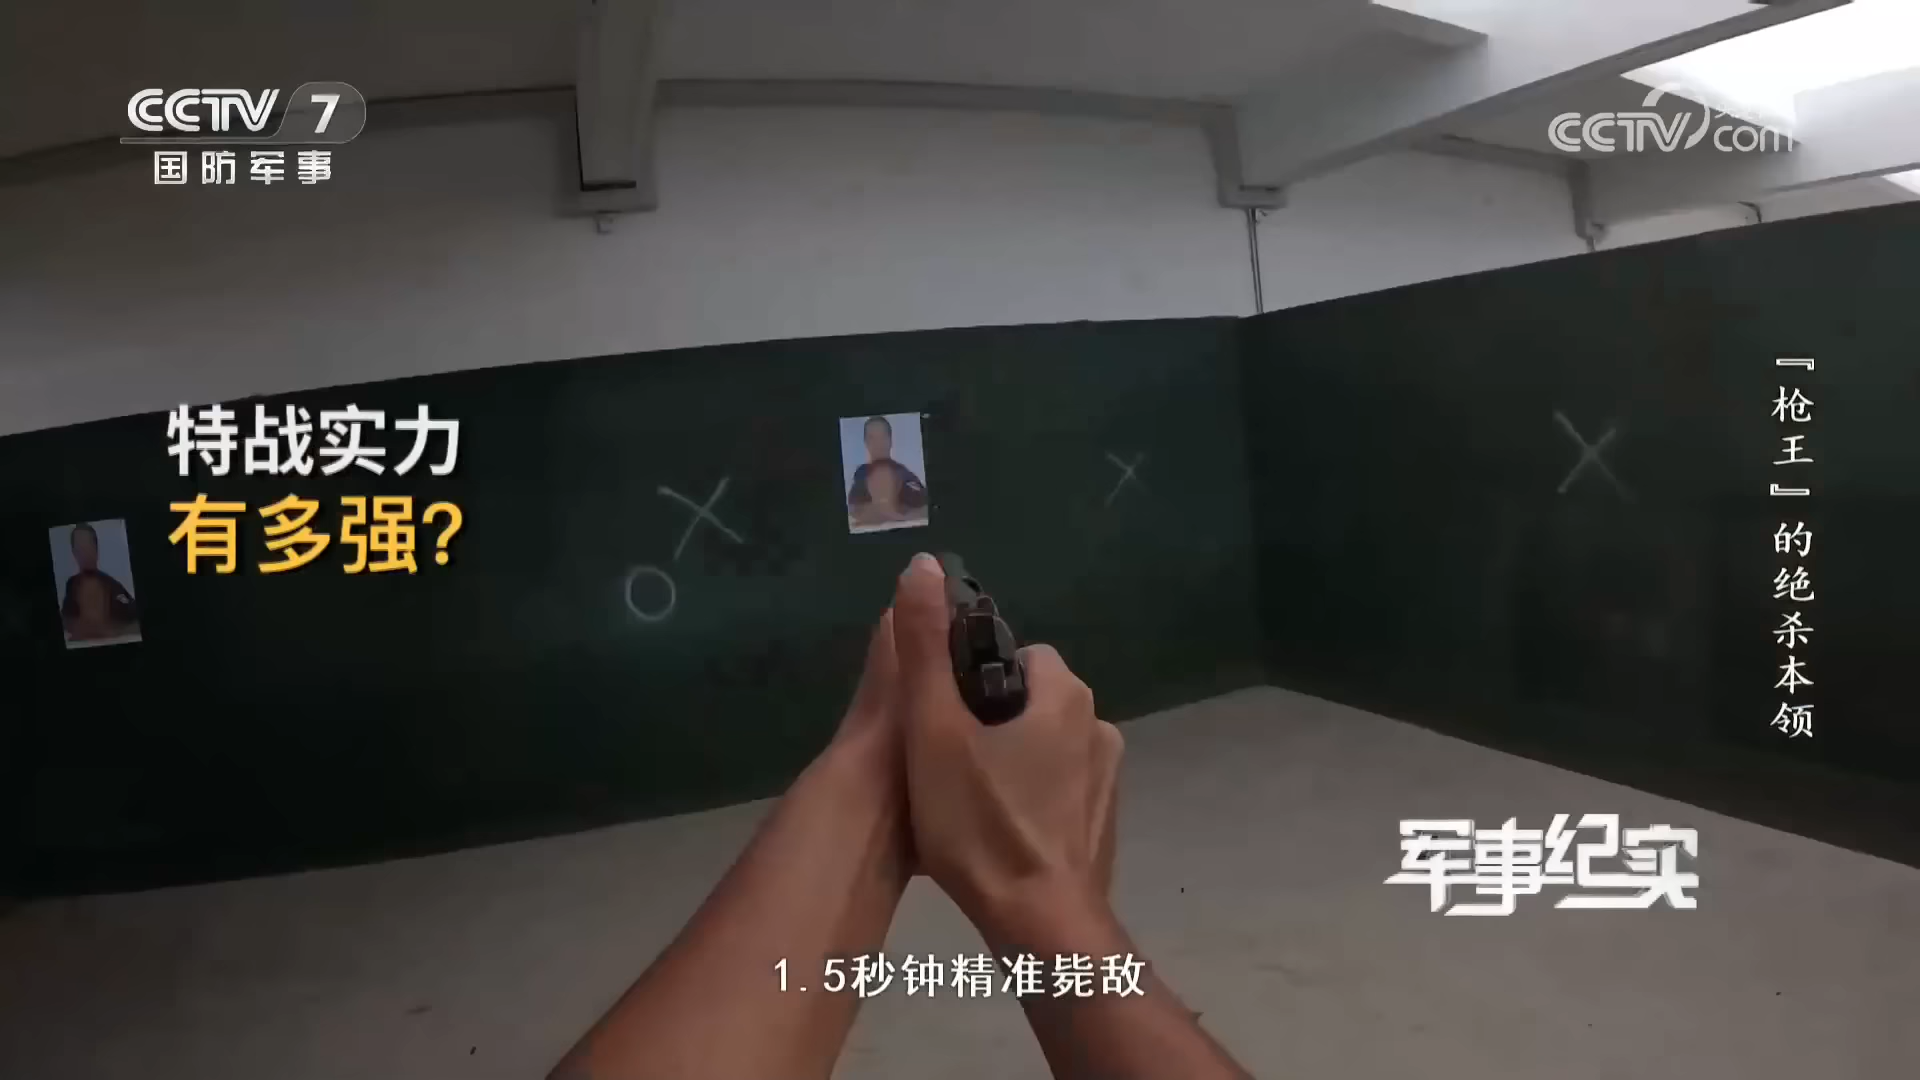 CCTV 7
国防军事
CCTV com
特战实力
有多强?
『枪王』的绝杀本领
军事纪实
1.5秒钟精准毙敌